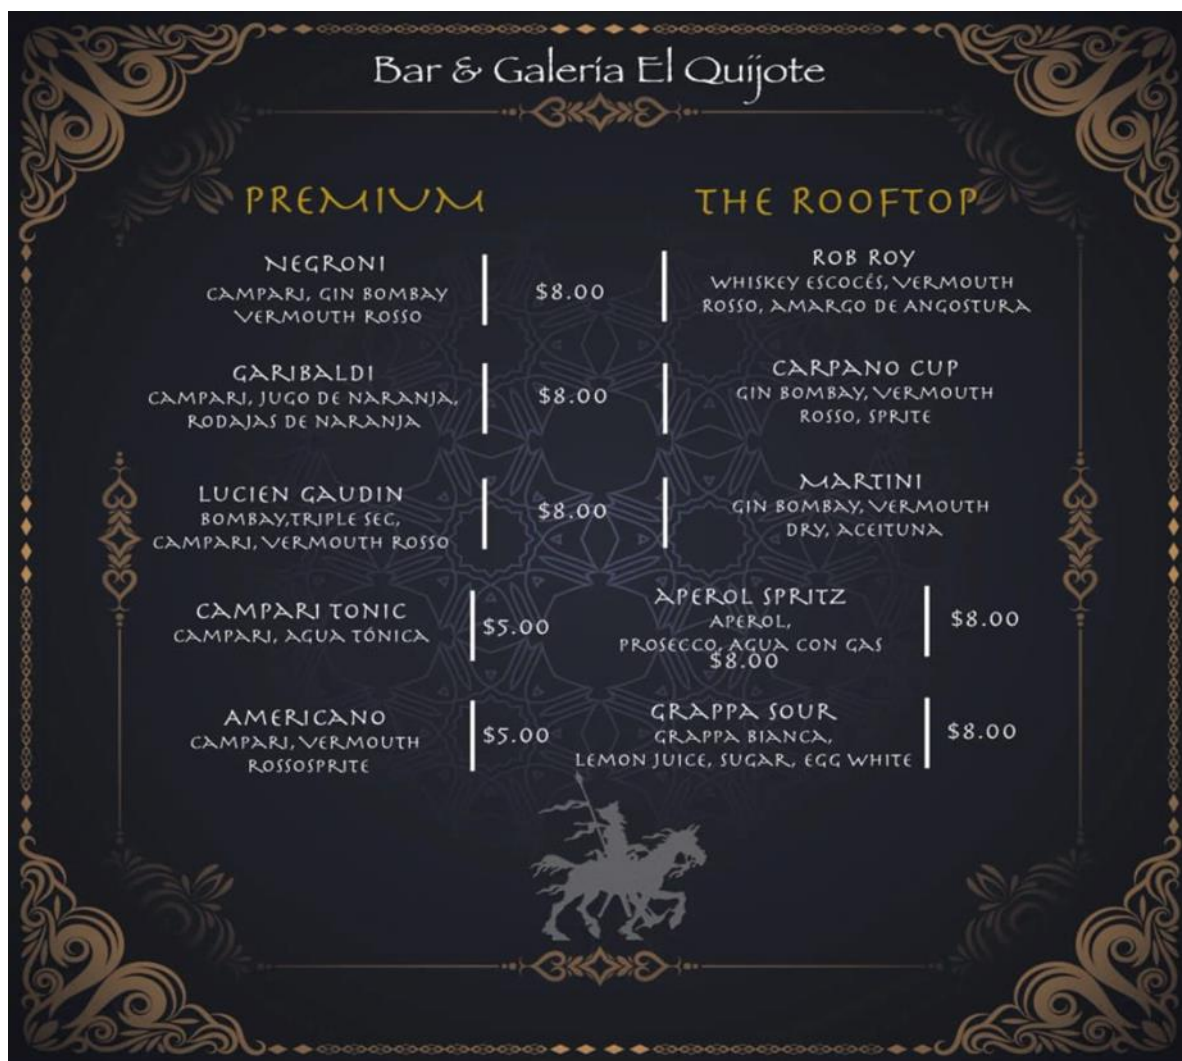 Bar & Galería El Quijote
PREMIUM
NEGRONI
CAMPARI, GIN BOMBAY
VERMOUTH ROSSO
$8.00
GARIBALDI
CAMPARI, JUGO DE NARANJA,
RODAJAS DE NARANJA
$8.00
LUCIEN GAUDIN
BOMBAY,TRIPLE SEC,
CAMPARI, VERMOUTH ROSSO
$8.00
CAMPARI TONIC
CAMPARI, AGUA TÓNICA
$5.00
AMERICANO
CAMPARI, VERMOUTH
ROSSOSPRITE
$5.00
THE ROOFTOP
ROB ROY
WHISKEY ESCOCÉS, VERMOUTH
ROSSO, AMARGO DE ANGOSTURA
CARPANO CUP
GIN BOMBAY, VERMOUTH
ROSSO, SPRITE
MARTINI
GIN BOMBAY, VERMOUTH
DRY, ACEITUNA
APEROL SPRITZ
APEROL,
PROSECCO, AGUA CON GAS
$8.00
$8.00
GRAPPA SOUR
GRAPPA BIANCA,
LEMON JUICE, SUGAR, EGG WHITE
$8.00